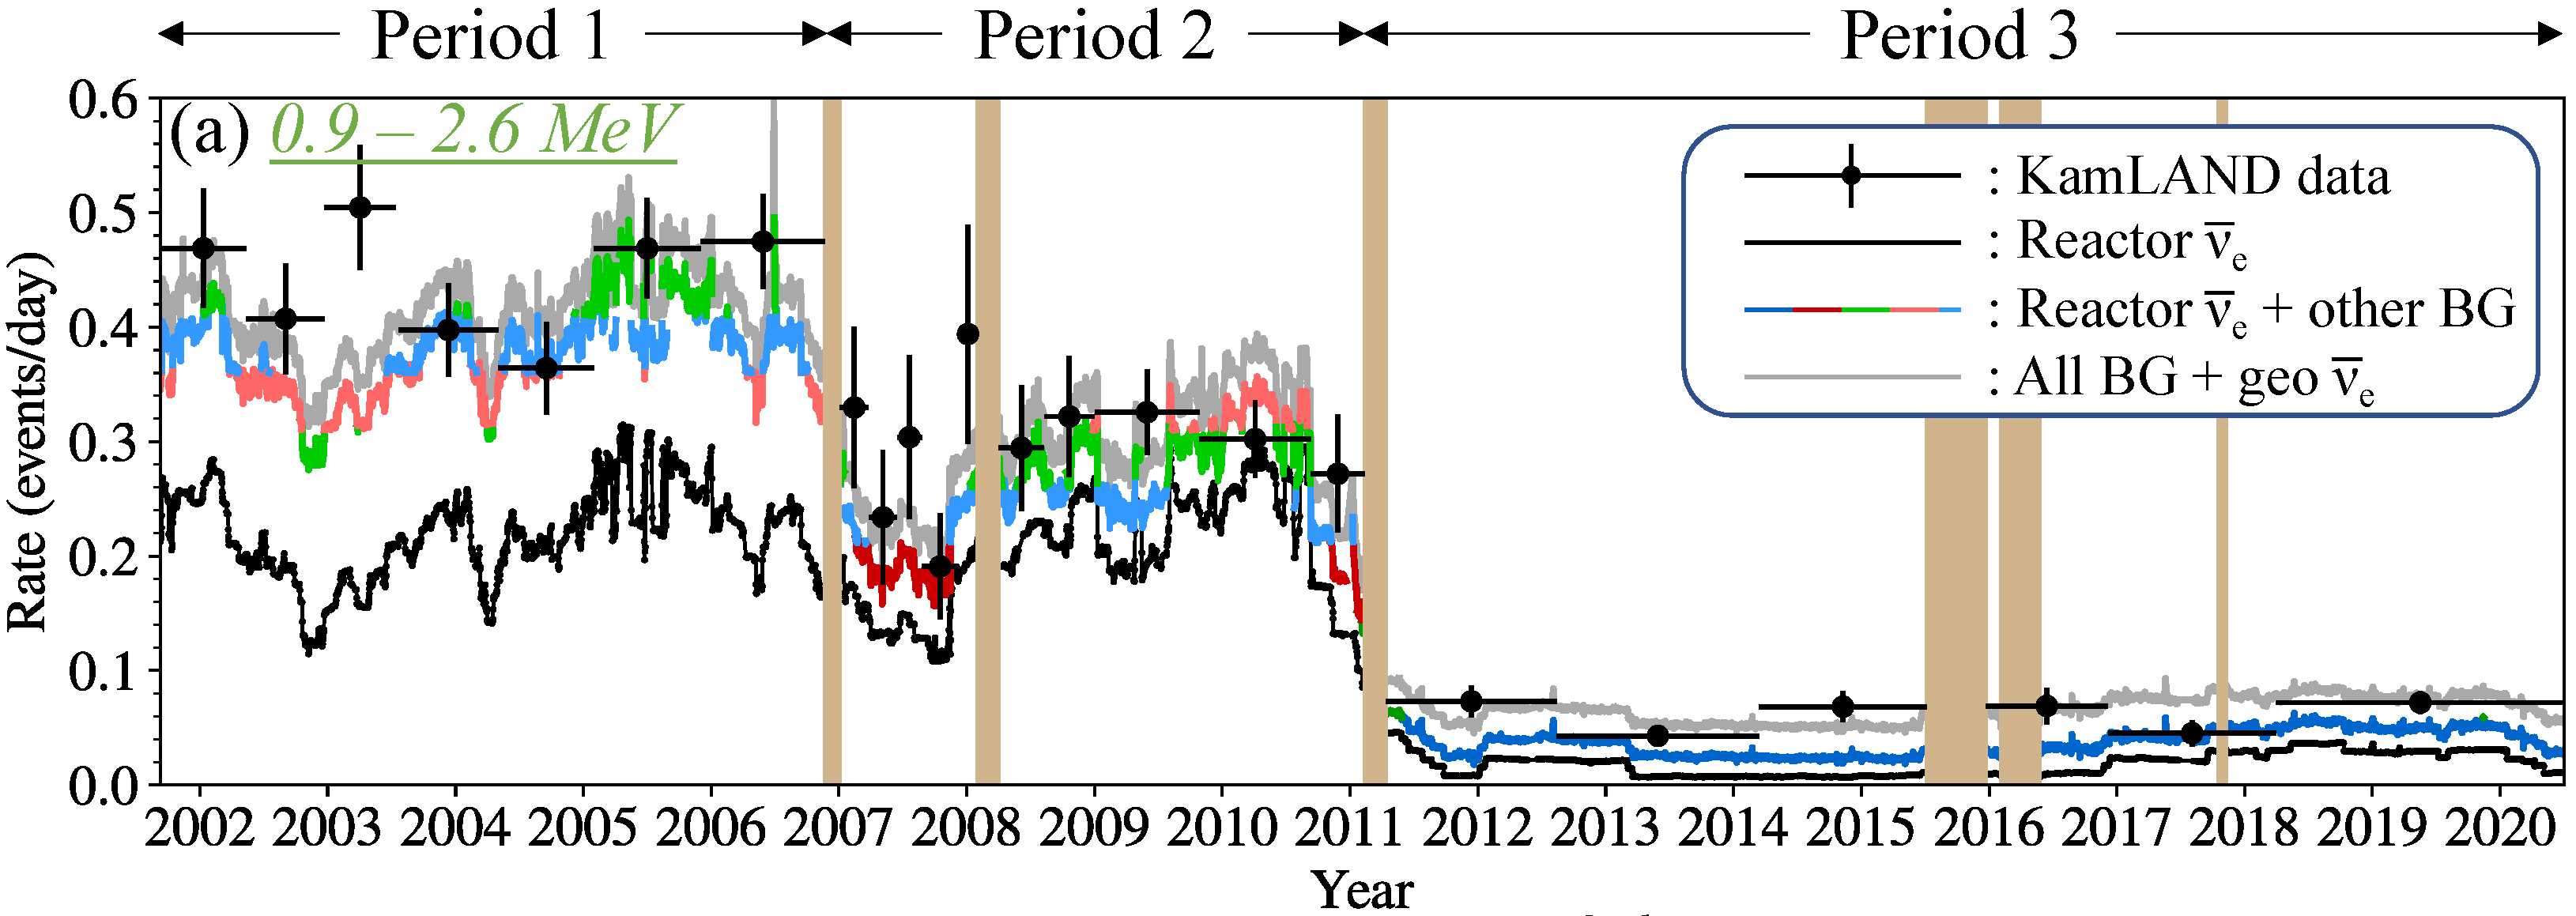 Period 1 Period 2 Period 3
(a) 0.9 – 2.6 MeV
0.6
0.5
0.4
0.3
0.2
0.1
0.0
Rate (events/day)
: KamLAND data
: Reactor ν̅e
: Reactor ν̅e + other BG
: All BG + geo ν̅e
2002 2003 2004 2005 2006 2007 2008 2009 2010 2011 2012 2013 2014 2015 2016 2017 2018 2019 2020
Year